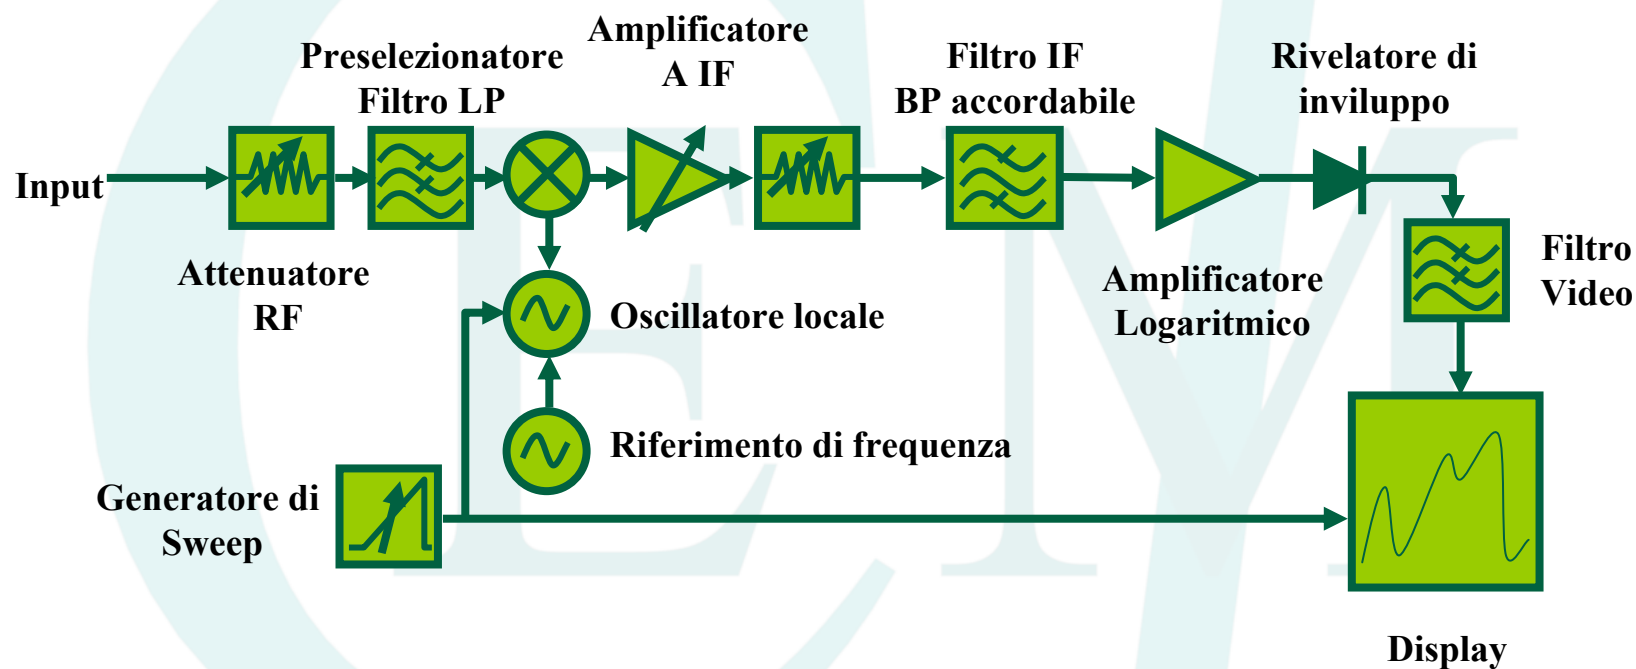 Amplificatore
A IF
Preselezionatore
Filtro LP
Filtro IF
BP accordabile
Rivelatore di
inviluppo
Input
Attenuatore
RF
Oscillatore locale
Amplificatore
Logaritmico
Filtro
Video
Riferimento di frequenza
Generatore di
Sweep
Display